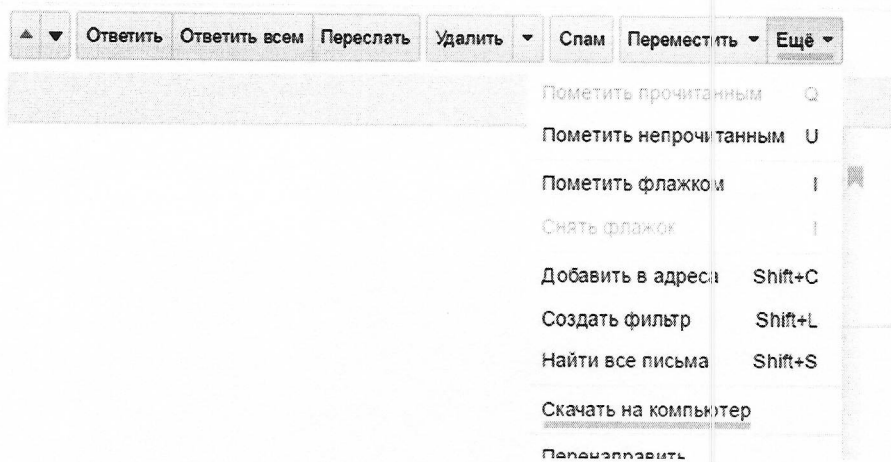 Ответить Ответить всем Переслать Удалить Спам Переместить Ещё
Пометить прочитанным Q
Пометить непрочитанным U
Пометить флажком I
Снять флажок I
Добавить в адреса Shift+C
Создать фильтр Shift+L
Найти все письма Shift+S
Скачать на компьютер
Перенаправить